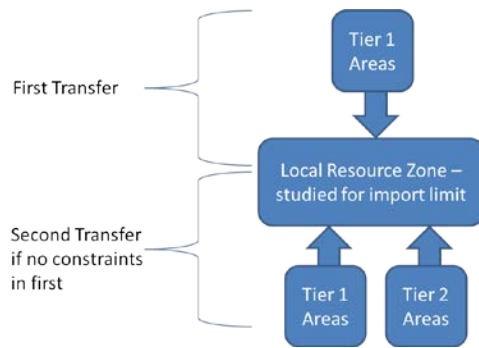 Tier 1
Areas
First Transfer
Local Resource Zone –
studied for import limit
Second Transfer
if no constraints
in first
Tier 1
Areas
Tier 2
Areas